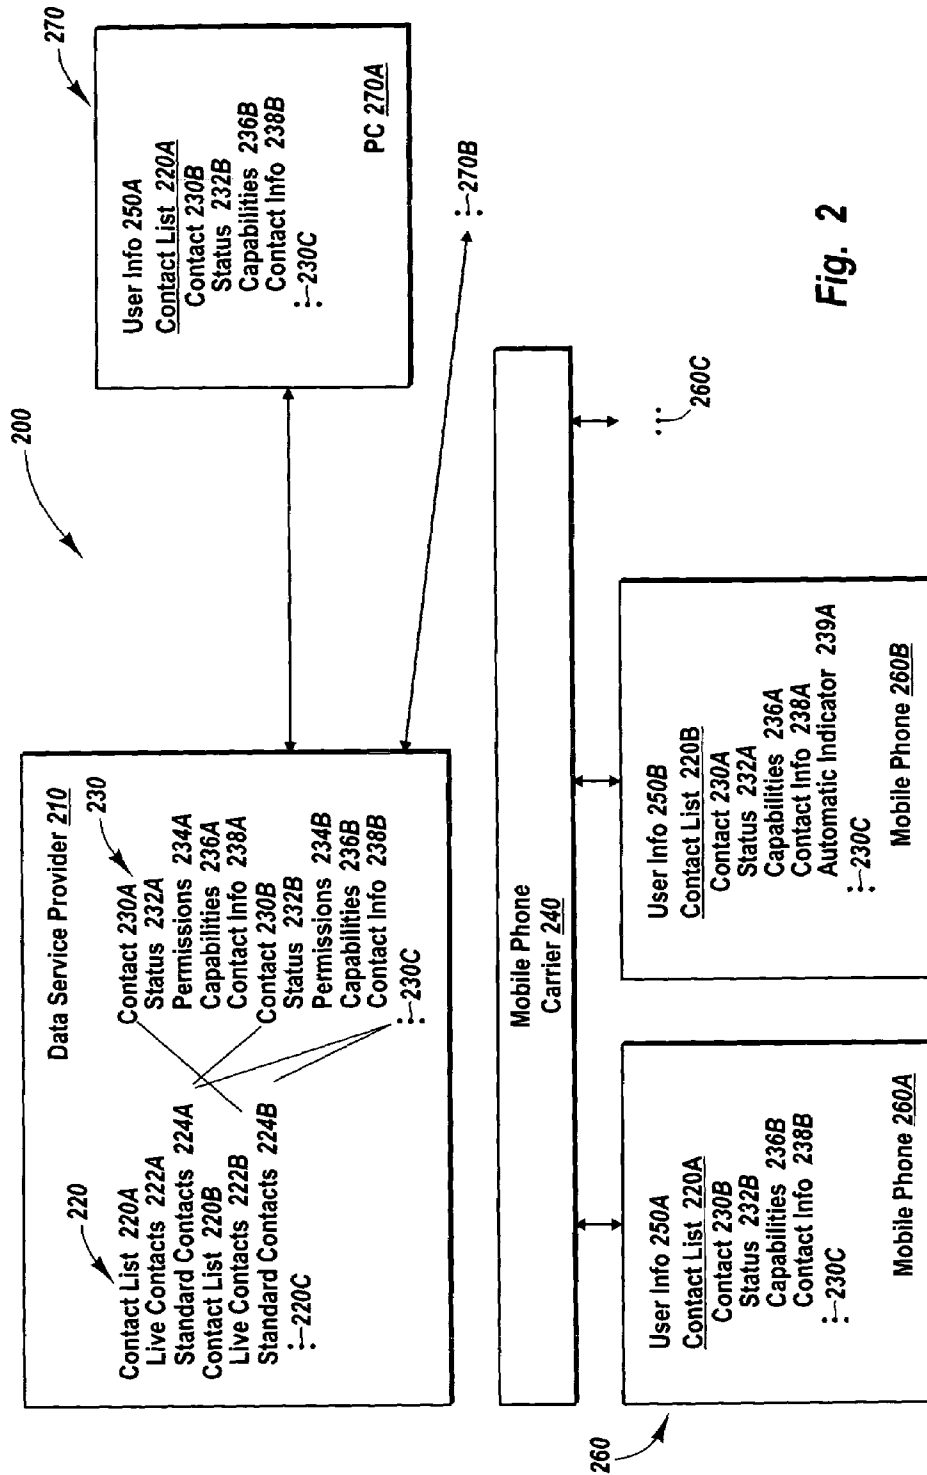 200
270
Data Service Provider 210
220
Contact List 220A
Live Contacts 222A
Standard Contacts 224A
Contact List 220B
Live Contacts 222B
Standard Contacts 224B
220C
230
Contact 230A
Status 232A
Permissions 234A
Capabilities 236A
Contact Info 238A
Contact 230B
Status 232B
Permissions 234B
Capabilities 236B
Contact Info 238B
230C
User Info 250A
Contact List 220A
Contact 230B
Status 232B
Capabilities 236B
Contact Info 238B
230C
PC 270A
270B
Mobile Phone
Carrier 240
260
User Info 250A
Contact List 220A
Contact 230B
Status 232B
Capabilities 236B
Contact Info 238B
230C
Mobile Phone 260A
User Info 250B
Contact List 220B
Contact 230A
Status 232A
Capabilities 236A
Contact Info 238A
Automatic Indicator 239A
230C
Mobile Phone 260B
260C
Fig. 2